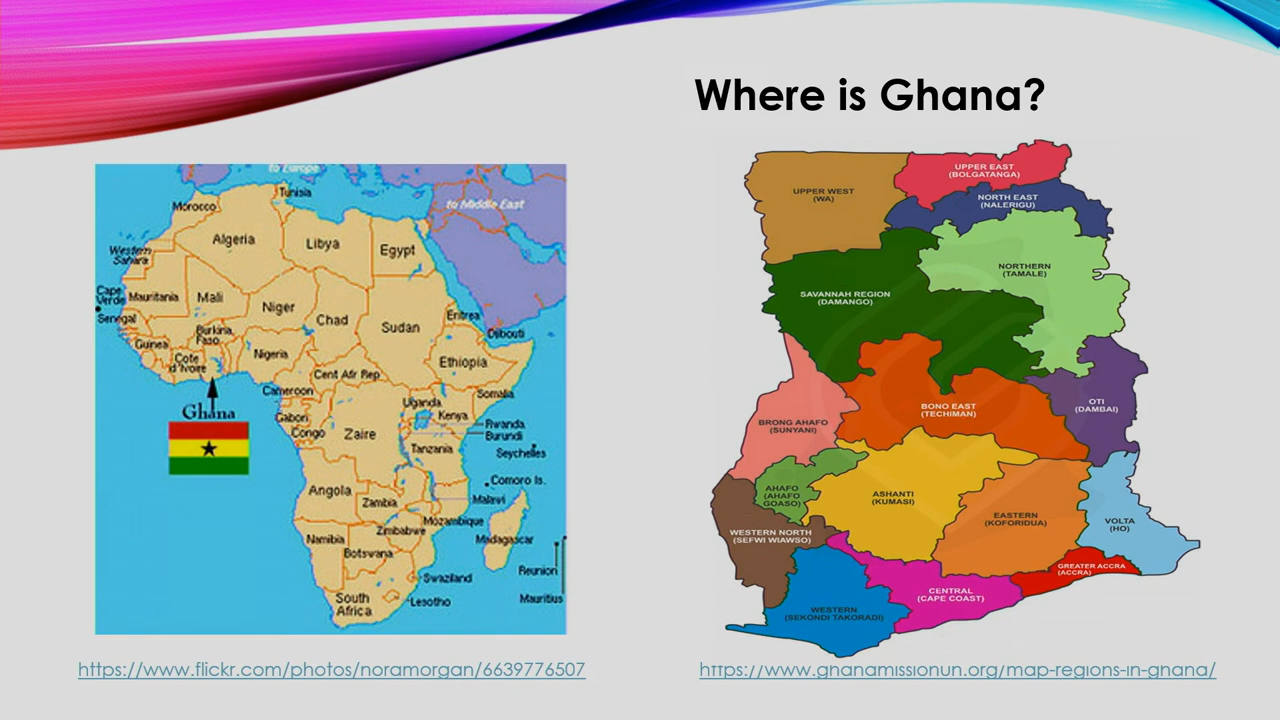 Where is Ghana?
to Europe
to Middle East
Tunisia
Morocco
Algeria
Libya
Egypt
Western
Sahara
Cape
Verde
Mauritania
Mali
Niger
Chad
Sudan
Eritrea
Senegal
Djibouti
Guinea
Burkina
Faso
Cote
d'Ivoire
Nigeria
Ethiopia
Cent Afr Rep
Cameroon
Somalia
Uganda
Kenya
Gabon
Congo
Zaire
Rwanda
Burundi
Tanzania
Seychelles
Ghana
Comoro Is.
Angola
Zambia
Malawi
Mozambique
Zimbabwe
Madagascar
Namibia
Botswana
Reunion
Mauritius
Swaziland
South
Africa
Lesotho
https://www.flickr.com/photos/noramorgan/6639776507
UPPER WEST
(WA)
UPPER EAST
(BOLGATANGA)
NORTH EAST
(NALERIGU)
NORTHERN
(TAMALE)
SAVANNAH REGION
(DAMANGO)
OTI
(DAMBAI)
BONO EAST
(TECHIMAN)
BRONG AHAFO
(SUNYANI)
AHAFO
(AHAFO
GOASO)
ASHANTI
(KUMASI)
EASTERN
(KOFORIDUA)
VOLTA
(HO)
WESTERN NORTH
(SEFWI WIAWSO)
GREATER ACCRA
(ACCRA)
CENTRAL
(CAPE COAST)
WESTERN
(SEKONDI TAKORADI)
https://www.ghanamissionun.org/map-regions-in-ghana/